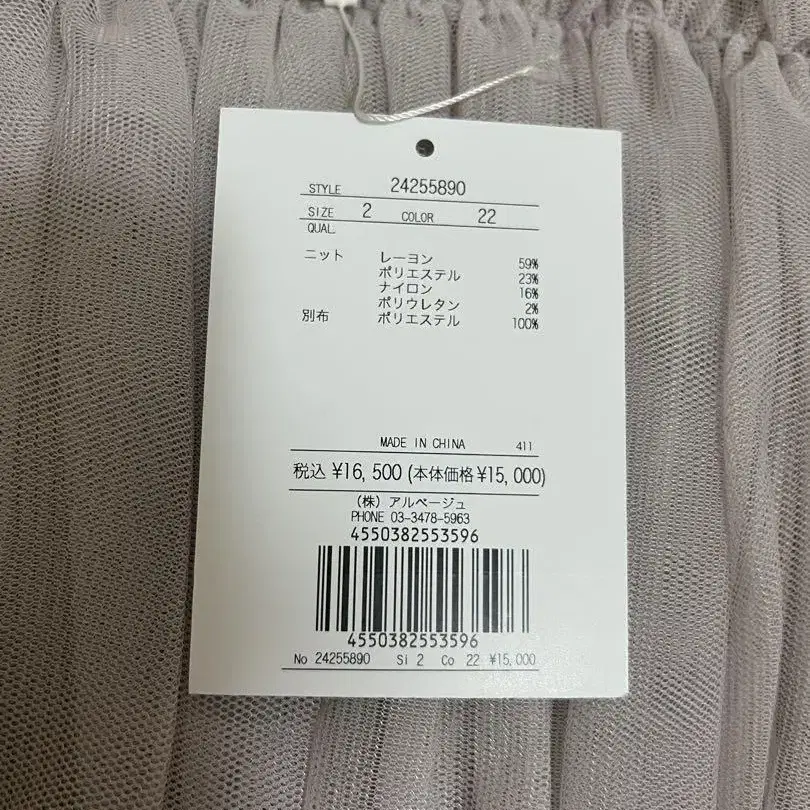 STYLE 24255890
SIZE 2 COLOR 22
QUAL
ニット レーヨン 59%
ポリエステル 23%
ナイロン 16%
ポリウレタン 2%
別布 ポリエステル 100%
MADE IN CHINA 411
税込 ¥16,500(本体価格¥15,000)
(株) アルページュ
PHONE 03-3478-5963
4550382553596
4550382553596
No 24255890 Si 2 Co 22 ¥15,000